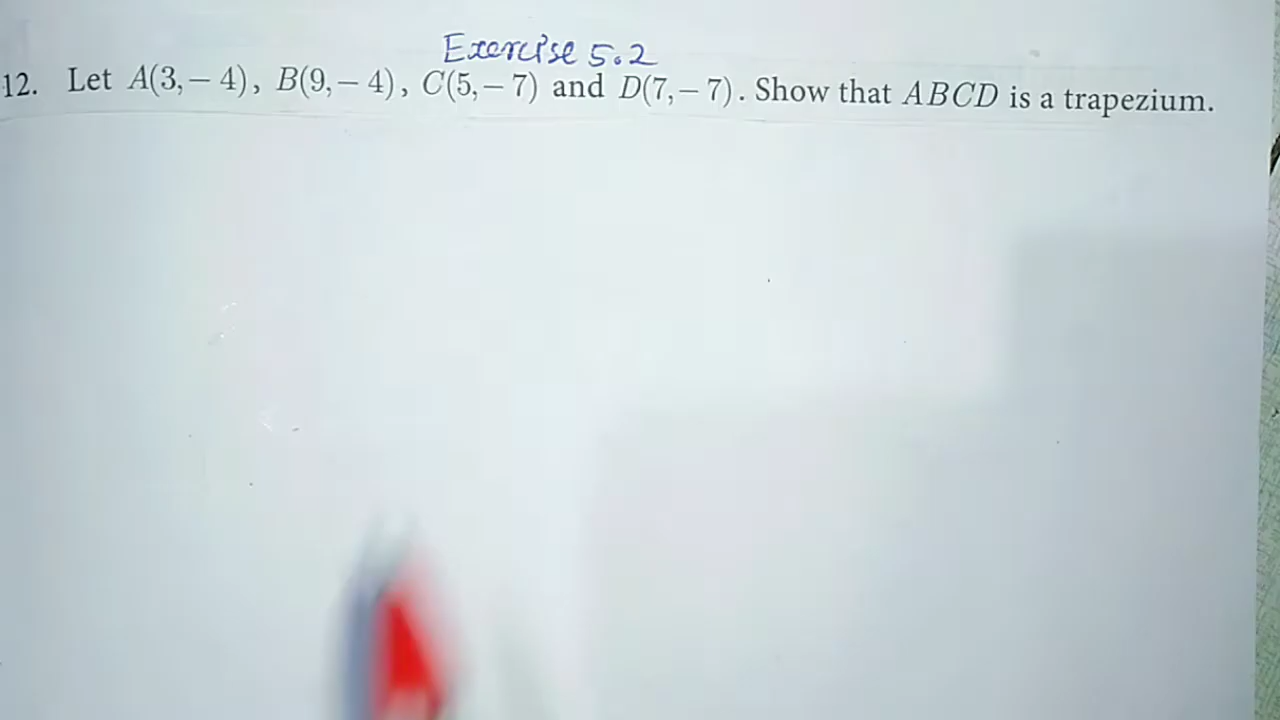 Exercise 5.2
12. Let A(3,– 4), B(9,– 4), C(5,– 7) and D(7,– 7). Show that ABCD is a trapezium.